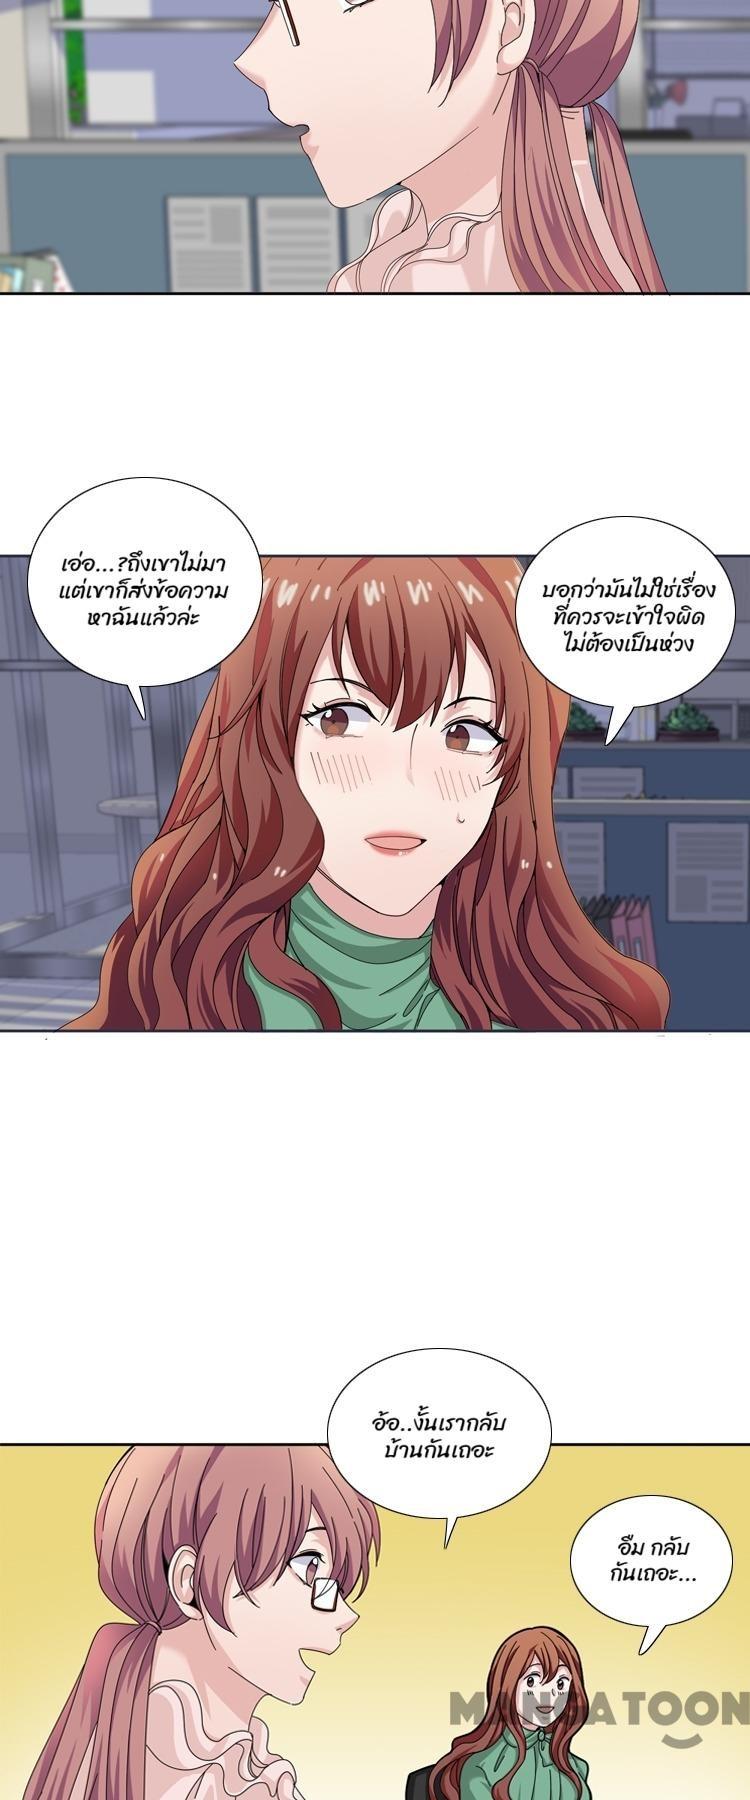 เอ่อ...?ถึงเขาไม่มา
แต่เขาก็ส่งข้อความ
หาฉันแล้วล่ะ
บอกว่ามันไม่ใช่เรื่อง
ที่ควรจะเข้าใจผิด
ไม่ต้องเป็นห่วง
อ้อ..งั้นเรากลับ
บ้านกันเถอะ
อืม กลับ
กันเถอะ...
MANGATOON